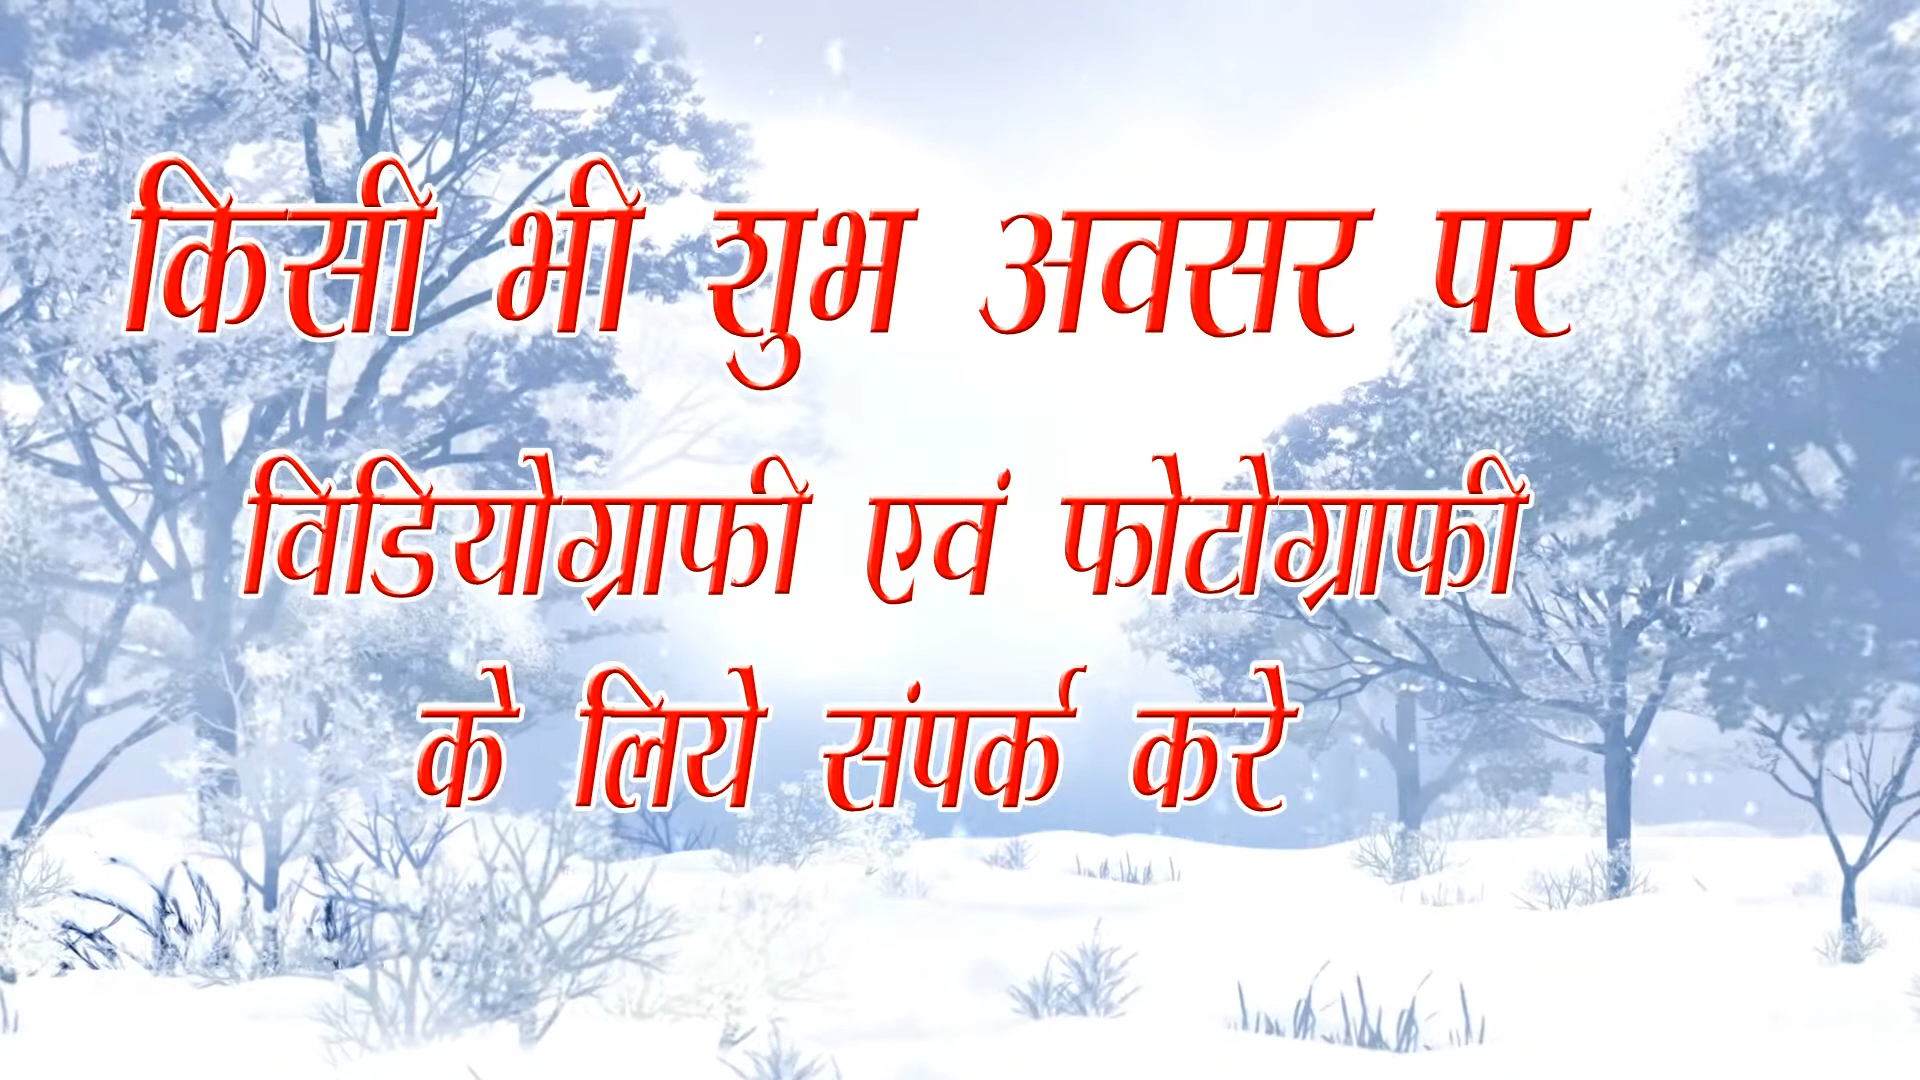 किसी भी शुभ अवसर पर
विडियोग्राफी एवं फोटोग्राफी
के लिये संपर्क करे